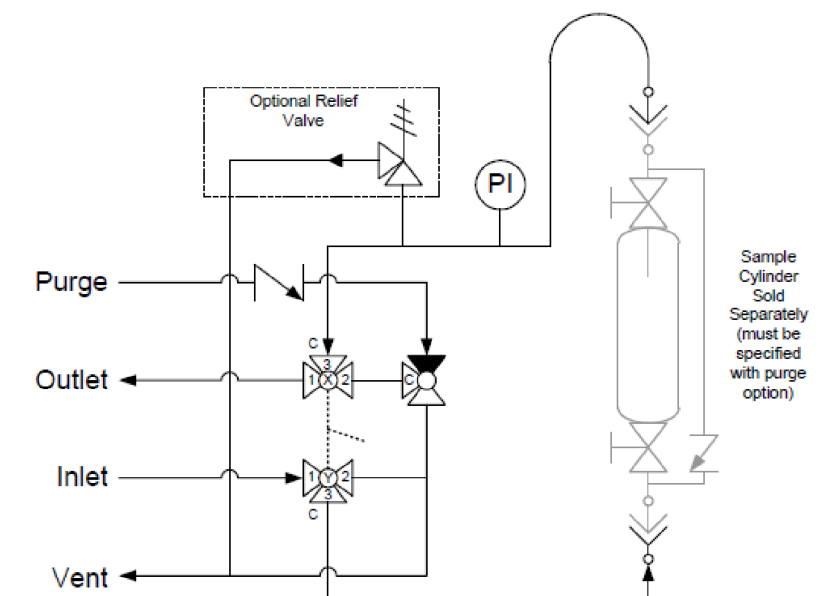 Optional Relief
Valve
PI
Purge
Sample
Cylinder
Sold
Separately
(must be
specified
with purge
option)
C
3
Outlet
1 X 2
C
Inlet
1 Y 2
3
C
Vent